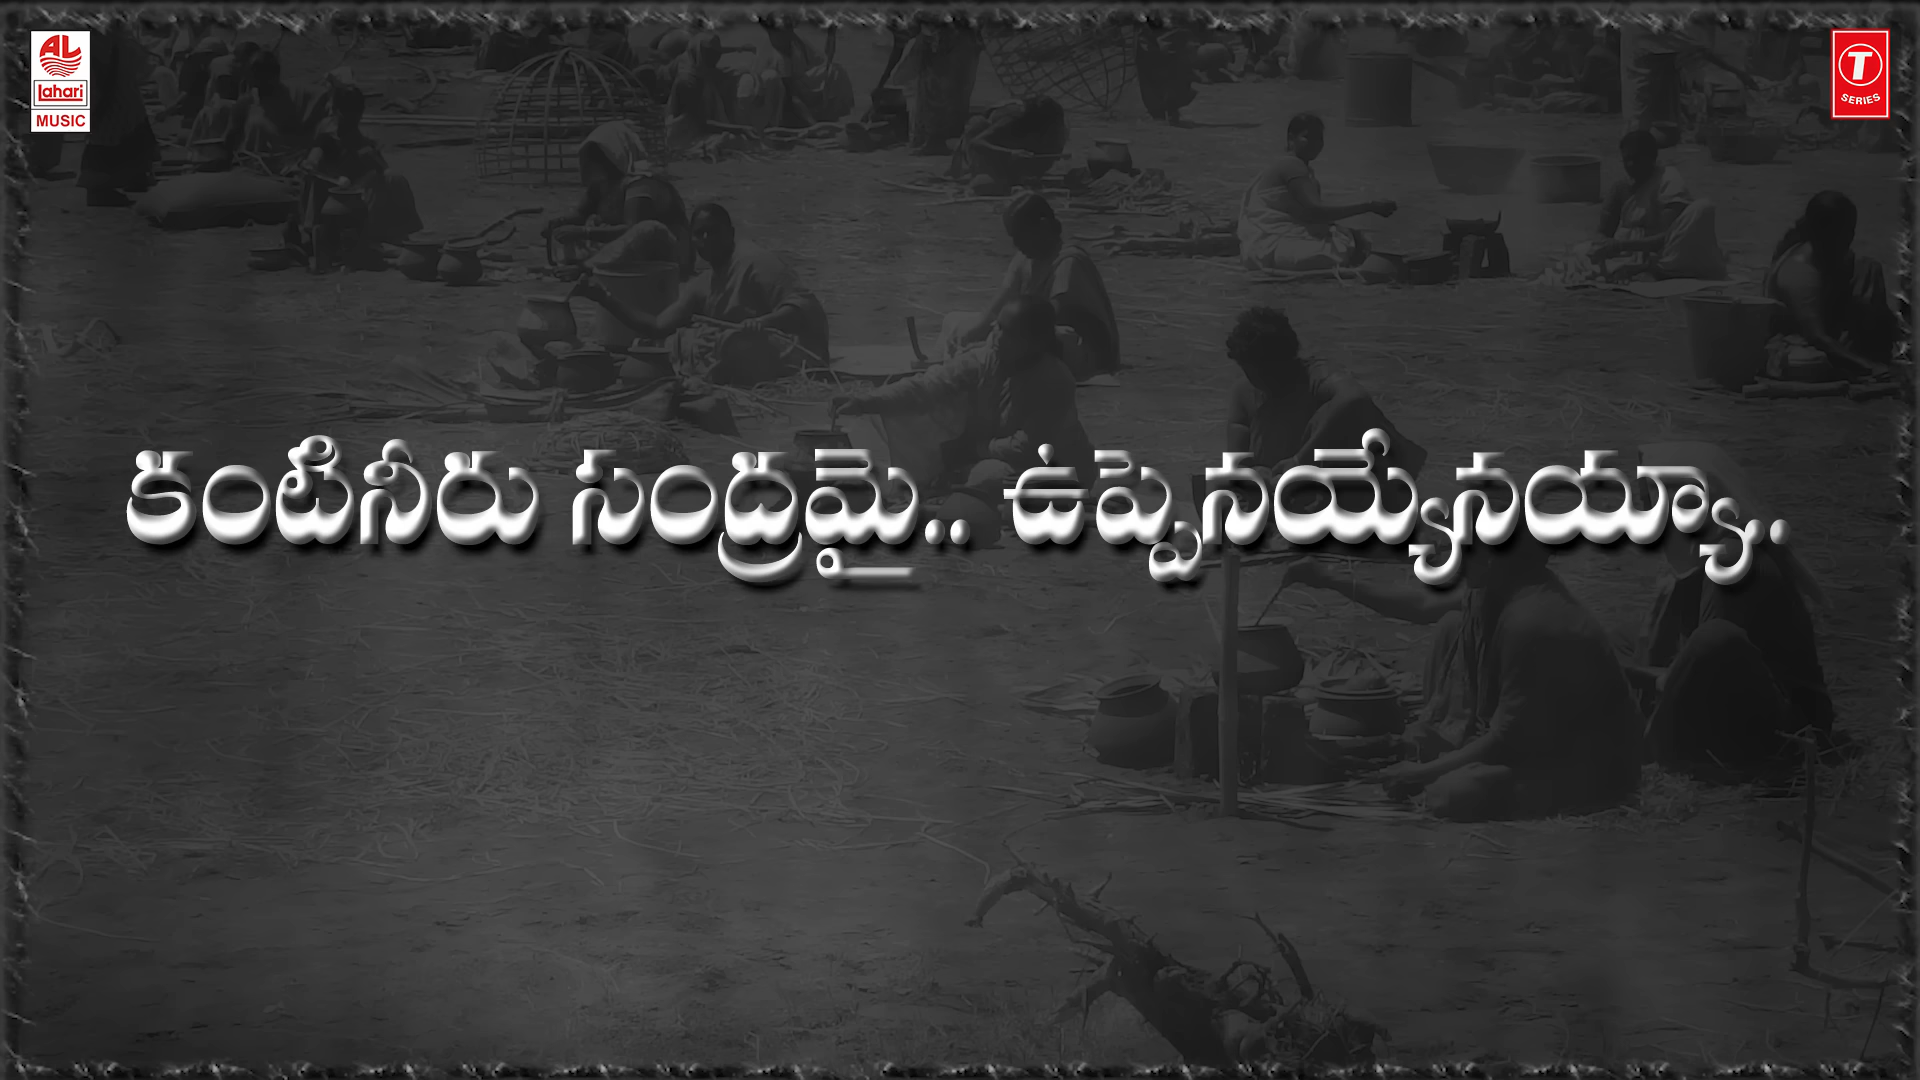 AL
Lahari
MUSIC
T
SERIES
కంటినీరు సంద్రమై.. ఉప్పెనయ్యేనయ్యా..